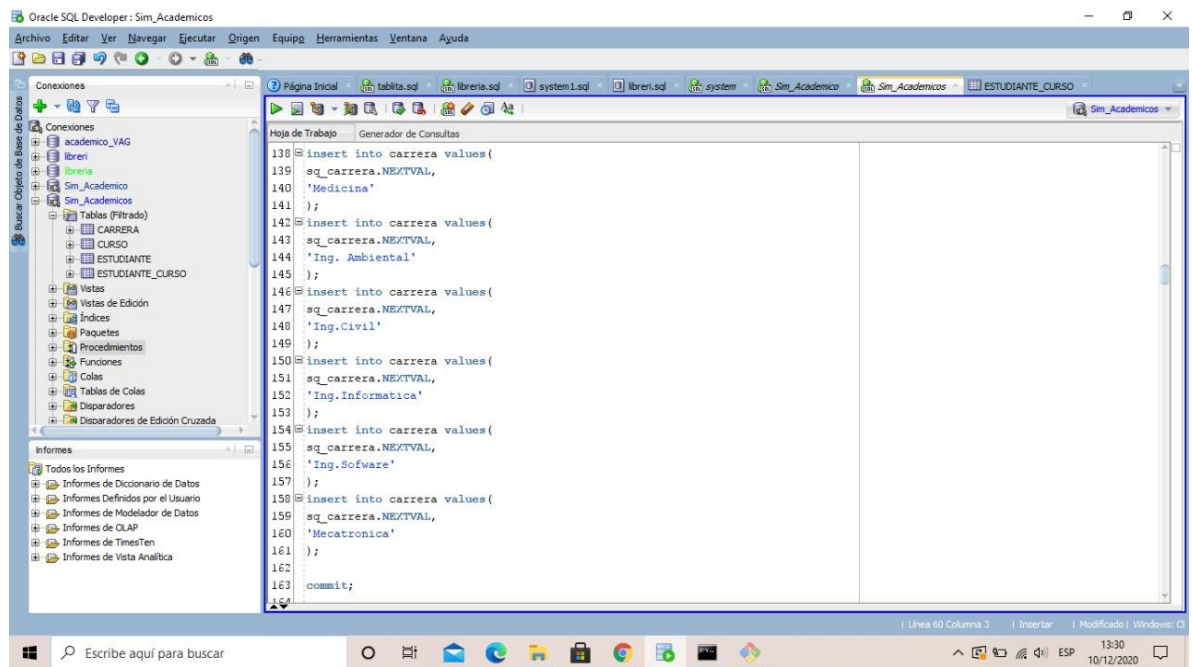 Oracle SQL Developer : Sim_Academicos
Archivo Editar Ver Navegar Ejecutar Origen Equipo Herramientas Ventana Ayuda
Conexiones
Página Inicial tablita.sql libreria.sql system1.sql libreri.sql system Sim_Academico Sim_Academicos ESTUDIANTE_CURSO
Sim_Academicos
Buscar Objeto de Base de Datos
Conexiones
academico_VAG
libreri
libreria
Sim_Academico
Sim_Academicos
Tablas (Filtrado)
CARRERA
CURSO
ESTUDIANTE
ESTUDIANTE_CURSO
Vistas
Vistas de Edición
Índices
Paquetes
Procedimientos
Funciones
Colas
Tablas de Colas
Disparadores
Disparadores de Edición Cruzada
Informes
Todos los Informes
Informes de Diccionario de Datos
Informes Definidos por el Usuario
Informes de Modelador de Datos
Informes de OLAP
Informes de TimesTen
Informes de Vista Analítica
Hoja de Trabajo Generador de Consultas
138 insert into carrera values(
139 sq_carrera.NEXTVAL,
140 'Medicina'
141 );
142 insert into carrera values(
143 sq_carrera.NEXTVAL,
144 'Ing. Ambiental'
145 );
146 insert into carrera values(
147 sq_carrera.NEXTVAL,
148 'Ing.Civil'
149 );
150 insert into carrera values(
151 sq_carrera.NEXTVAL,
152 'Ing.Informatica'
153 );
154 insert into carrera values(
155 sq_carrera.NEXTVAL,
156 'Ing.Sofware'
157 );
158 insert into carrera values(
159 sq_carrera.NEXTVAL,
160 'Mecatronica'
161 );
162
163 commit;
164
| Línea 60 Columna 3 | Insertar | Modificado | Windows: Cl
Escribe aquí para buscar
ESP
13:30
10/12/2020